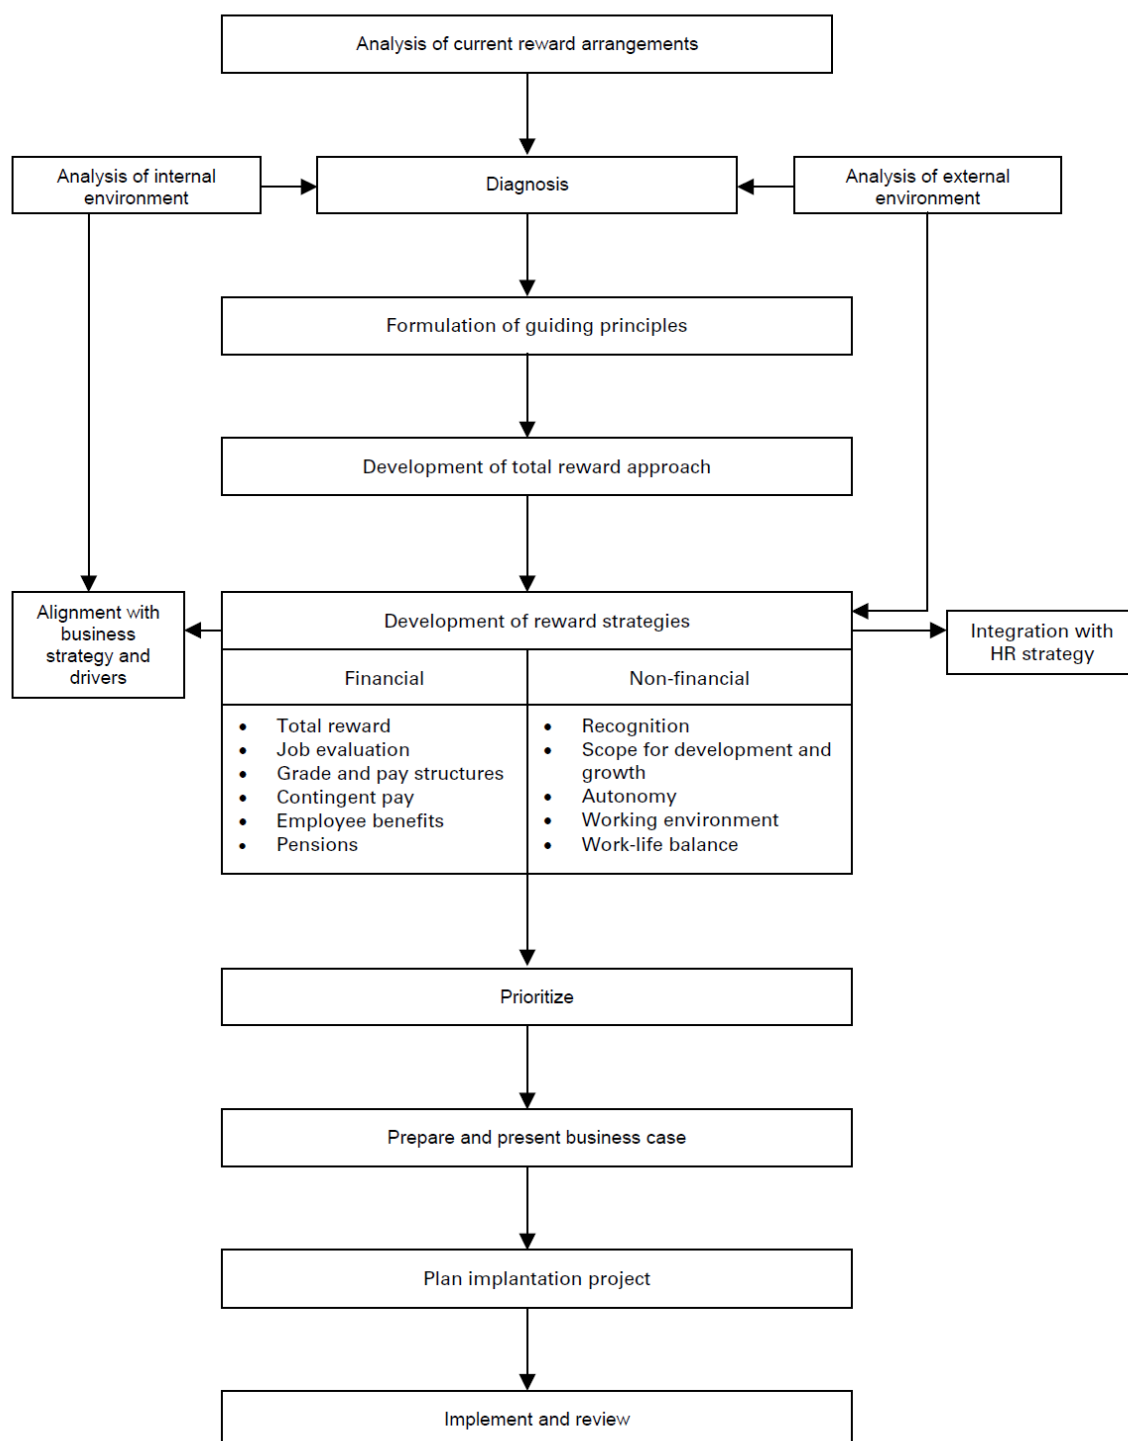 Analysis of current reward arrangements
Analysis of internal
environment
Diagnosis
Analysis of external
environment
Formulation of guiding principles
Development of total reward approach
Alignment with
business
strategy and
drivers
Development of reward strategies
Integration with
HR strategy
Financial
Non-financial
• Total reward
• Job evaluation
• Grade and pay structures
• Contingent pay
• Employee benefits
• Pensions
• Recognition
• Scope for development and
growth
• Autonomy
• Working environment
• Work-life balance
Prioritize
Prepare and present business case
Plan implantation project
Implement and review